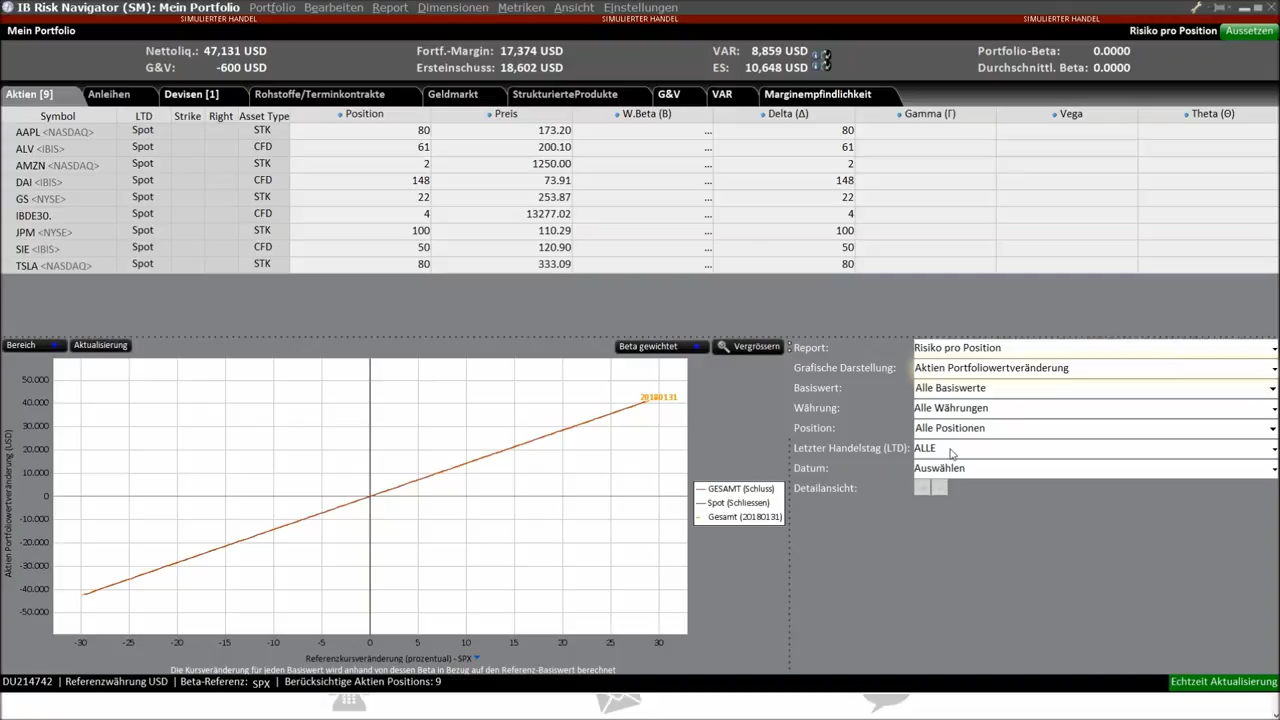 IB Risk Navigator (SM): Mein Portfolio Portfolio Bearbeiten Report Dimensionen Metriken Ansicht Einstellungen
SIMULIERTER HANDEL SIMULIERTER HANDEL SIMULIERTER HANDEL
Mein Portfolio Risiko pro Position Aussetzen
Nettoliq.: 47,131 USD Fortf.-Margin: 17,374 USD VAR: 8,859 USD Portfolio-Beta: 0.0000
G&V: -600 USD Ersteinschuss: 18,602 USD ES: 10,648 USD Durchschnittl. Beta: 0.0000
Aktien [9] Anleihen Devisen [1] Rohstoffe/Terminkontrakte Geldmarkt StrukturierteProdukte G&V VAR Marginempfindlichkeit
Symbol LTD Strike Right Asset Type Position Preis W.Beta (B) Delta (Δ) Gamma (Γ) Vega Theta (Θ)
AAPL <NASDAQ> Spot STK 80 173.20 ... 80
ALV <IBIS> Spot CFD 61 200.10 ... 61
AMZN <NASDAQ> Spot STK 2 1250.00 ... 2
DAI <IBIS> Spot CFD 148 73.91 ... 148
GS <NYSE> Spot STK 22 253.87 ... 22
IBDE30. Spot CFD 4 13277.02 ... 4
JPM <NYSE> Spot STK 100 110.29 ... 100
SIE <IBIS> Spot CFD 50 120.90 ... 50
TSLA <NASDAQ> Spot STK 80 333.09 ... 80
Bereich Aktualisierung Beta gewichtet Vergrössern
Report: Risiko pro Position
Grafische Darstellung: Aktien Portfoliowertveränderung
Basiswert: Alle Basiswerte
Währung: Alle Währungen
Position: Alle Positionen
Letzter Handelstag (LTD): ALLE
Datum: Auswählen
Detailansicht:
Aktien Portfoliowertveränderung (USD)
50.000
40.000
30.000
20.000
10.000
0
-10.000
-20.000
-30.000
-40.000
-50.000
20180131
GESAMT (Schluss)
Spot (Schliessen)
Gesamt (20180131)
-30 -25 -20 -15 -10 -5 0 5 10 15 20 25 30
Referenzkursveränderung (prozentual) - SPX
Die Kursveränderung für jeden Basiswert wird anhand von dessen Beta in Bezug auf den Referenz-Basiswert berechnet
DU214742 | Referenzwährung USD | Beta-Referenz: SPX | Berücksichtige Aktien Positionen: 9 Echtzeit Aktualisierung